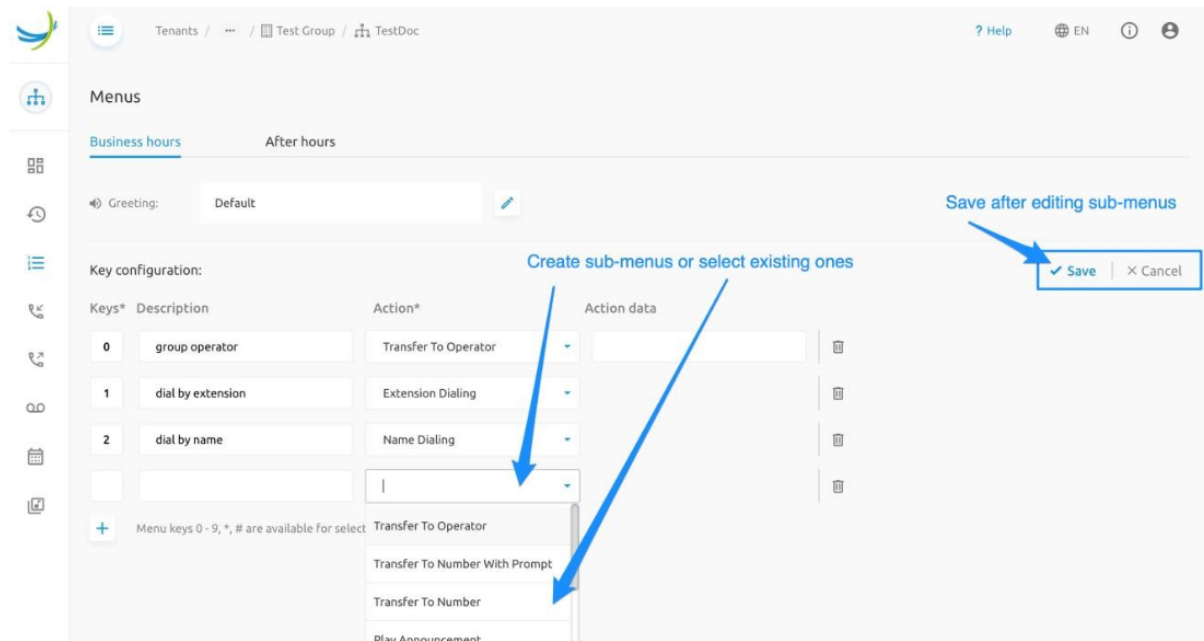 Tenants / ... / Test Group / TestDoc ? Help EN
Menus
Business hours After hours
Greeting: Default
Save after editing sub-menus
Create sub-menus or select existing ones
Key configuration: Save Cancel
Keys* Description Action* Action data
0 group operator Transfer To Operator
1 dial by extension Extension Dialing
2 dial by name Name Dialing
+ Menu keys 0 - 9, *, # are available for select
Transfer To Operator
Transfer To Number With Prompt
Transfer To Number
Play Announcement